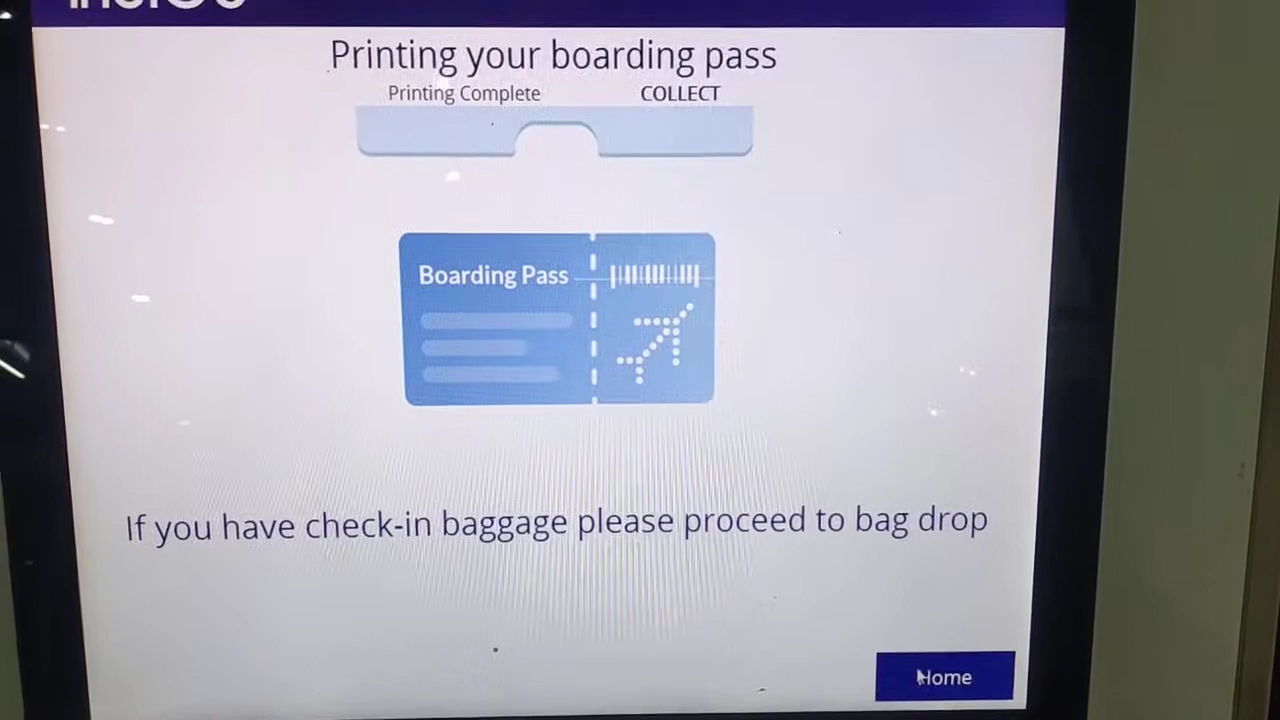 Printing your boarding pass
Printing Complete COLLECT
Boarding Pass
If you have check-in baggage please proceed to bag drop
Home